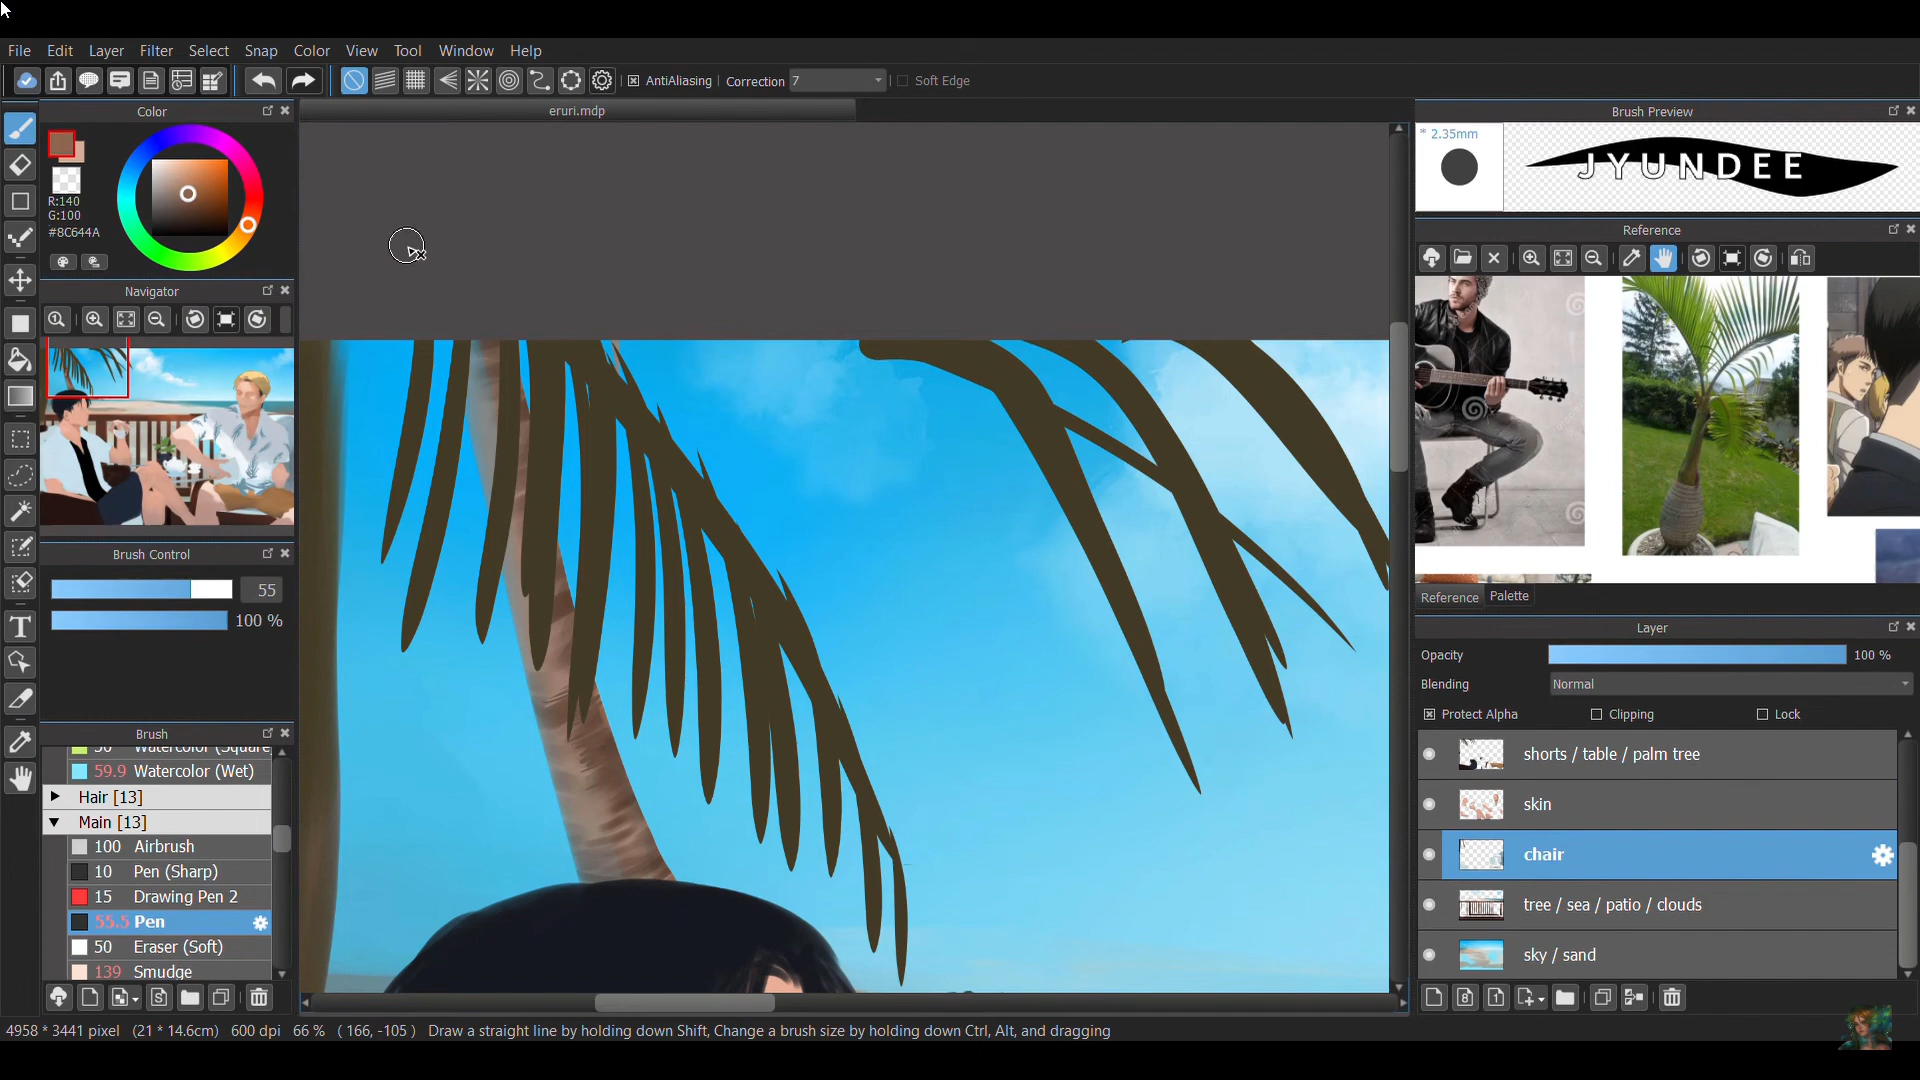 File Edit Layer Filter Select Snap Color View Tool Window Help
AntiAliasing Correction 7 Soft Edge
Color
eruri.mdp
Brush Preview
* 2.35mm
JYUNDEE
R:140
G:100
#8C644A
Reference
Navigator
Brush Control
55
100 %
Reference Palette
Layer
Opacity 100 %
Blending Normal
Protect Alpha Clipping Lock
Brush
50 Watercolor (Square
59.9 Watercolor (Wet)
Hair [13]
Main [13]
100 Airbrush
10 Pen (Sharp)
15 Drawing Pen 2
55.5 Pen
50 Eraser (Soft)
139 Smudge
shorts / table / palm tree
skin
chair
tree / sea / patio / clouds
sky / sand
4958 * 3441 pixel (21 * 14.6cm) 600 dpi 66 % ( 166, -105 ) Draw a straight line by holding down Shift, Change a brush size by holding down Ctrl, Alt, and dragging